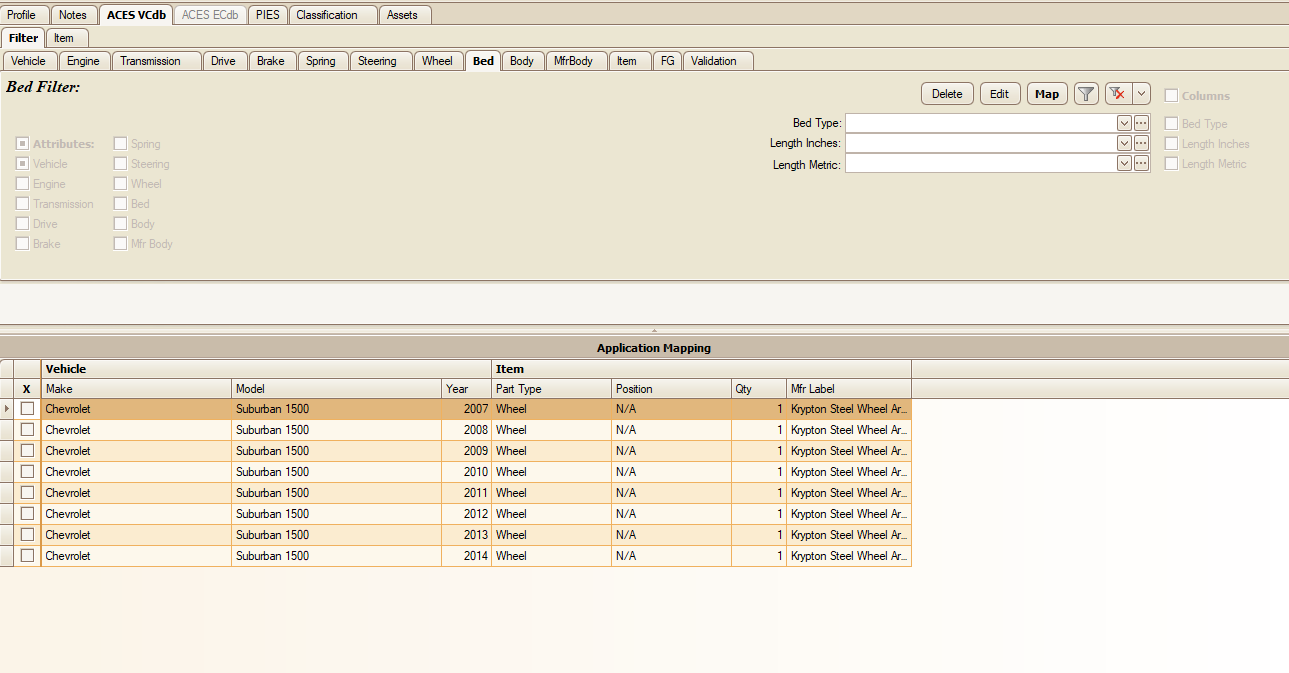 Profile Notes ACES VCdb ACES ECdb PIES Classification Assets
Filter Item
Vehicle Engine Transmission Drive Brake Spring Steering Wheel Bed Body MfrBody Item FG Validation
Bed Filter:
Delete Edit Map Columns
Bed Type: Bed Type
Length Inches: Length Inches
Length Metric: Length Metric
Attributes: Spring
Vehicle Steering
Engine Wheel
Transmission Bed
Drive Body
Brake Mfr Body
Application Mapping
Vehicle Item
X Make Model Year Part Type Position Qty Mfr Label
Chevrolet Suburban 1500 2007 Wheel N/A 1 Krypton Steel Wheel Ar...
Chevrolet Suburban 1500 2008 Wheel N/A 1 Krypton Steel Wheel Ar...
Chevrolet Suburban 1500 2009 Wheel N/A 1 Krypton Steel Wheel Ar...
Chevrolet Suburban 1500 2010 Wheel N/A 1 Krypton Steel Wheel Ar...
Chevrolet Suburban 1500 2011 Wheel N/A 1 Krypton Steel Wheel Ar...
Chevrolet Suburban 1500 2012 Wheel N/A 1 Krypton Steel Wheel Ar...
Chevrolet Suburban 1500 2013 Wheel N/A 1 Krypton Steel Wheel Ar...
Chevrolet Suburban 1500 2014 Wheel N/A 1 Krypton Steel Wheel Ar...